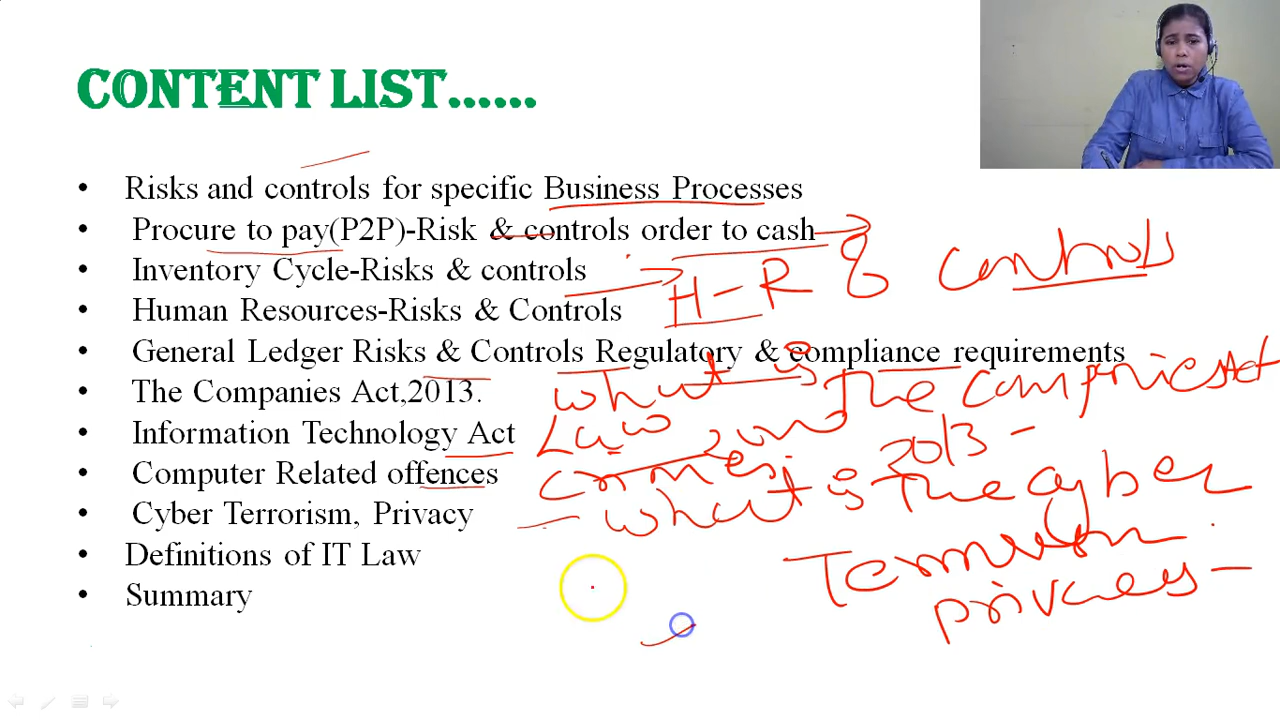 CONTENT LIST......
• Risks and controls for specific Business Processes
• Procure to pay(P2P)-Risk & controls order to cash
• Inventory Cycle-Risks & controls
H-R & controls
• Human Resources-Risks & Controls
• General Ledger Risks & Controls Regulatory & compliance requirements
what is the companies Act
• The Companies Act,2013.
Law and 2013 -
• Information Technology Act
crimes.
• Computer Related offences
- what is The cyber
• Cyber Terrorism, Privacy
Terrorism
• Definitions of IT Law
privacy -
• Summary